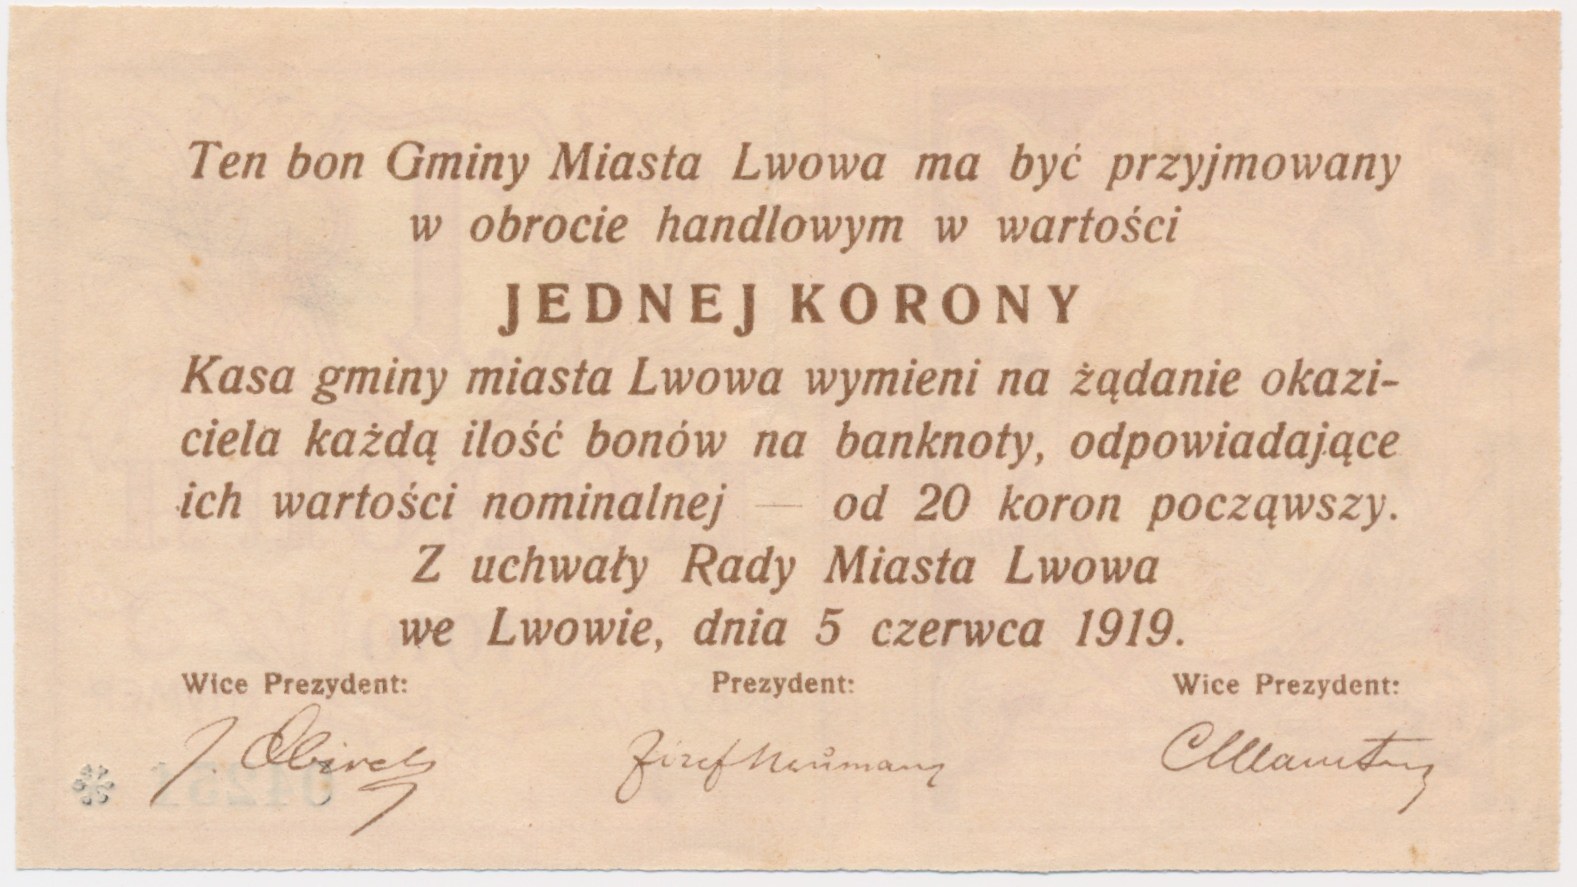 Ten bon Gminy Miasta Lwowa ma być przyjmowany
w obrocie handlowym w wartości
JEDNEJ KORONY
Kasa gminy miasta Lwowa wymieni na żądanie okazi-
ciela każdą ilość bonów na banknoty, odpowiadające
ich wartości nominalnej — od 20 koron począwszy.
Z uchwały Rady Miasta Lwowa
we Lwowie, dnia 5 czerwca 1919.
Wice Prezydent: Prezydent: Wice Prezydent:
Józef Neumann